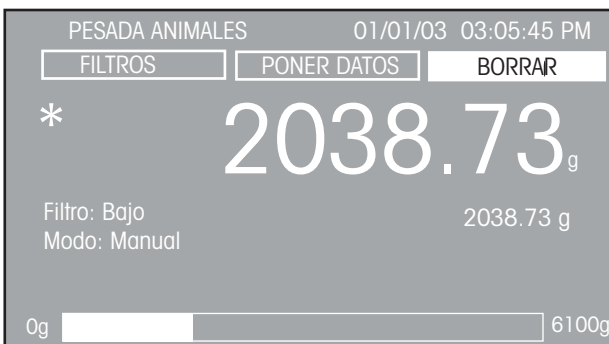 PESADA ANIMALES 01/01/03 03:05:45 PM
FILTROS PONER DATOS BORRAR
* 2038.73 g
Filtro: Bajo 2038.73 g
Modo: Manual
0g 6100g